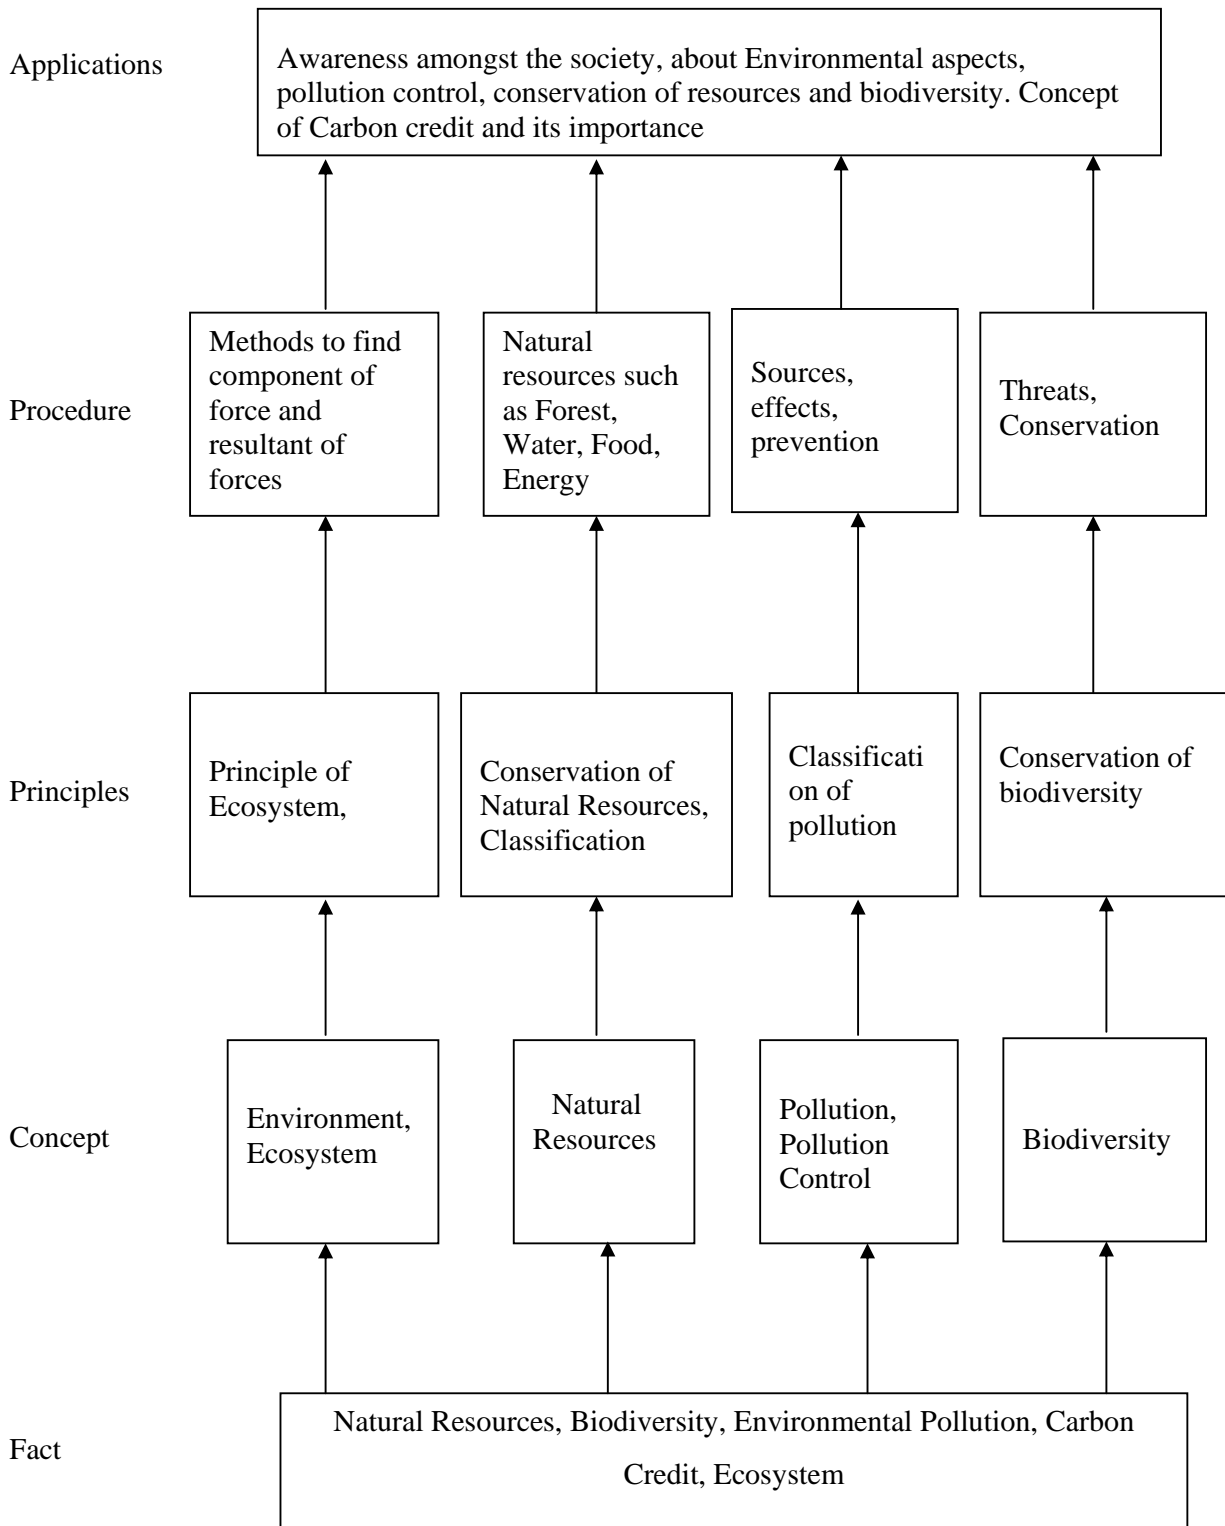 Applications
Awareness amongst the society, about Environmental aspects,
pollution control, conservation of resources and biodiversity. Concept
of Carbon credit and its importance
Procedure
Methods to find
component of
force and
resultant of
forces
Natural
resources such
as Forest,
Water, Food,
Energy
Sources,
effects,
prevention
Threats,
Conservation
Principles
Principle of
Ecosystem,
Conservation of
Natural Resources,
Classification
Classificati
on of
pollution
Conservation of
biodiversity
Concept
Environment,
Ecosystem
Natural
Resources
Pollution,
Pollution
Control
Biodiversity
Fact
Natural Resources, Biodiversity, Environmental Pollution, Carbon
Credit, Ecosystem